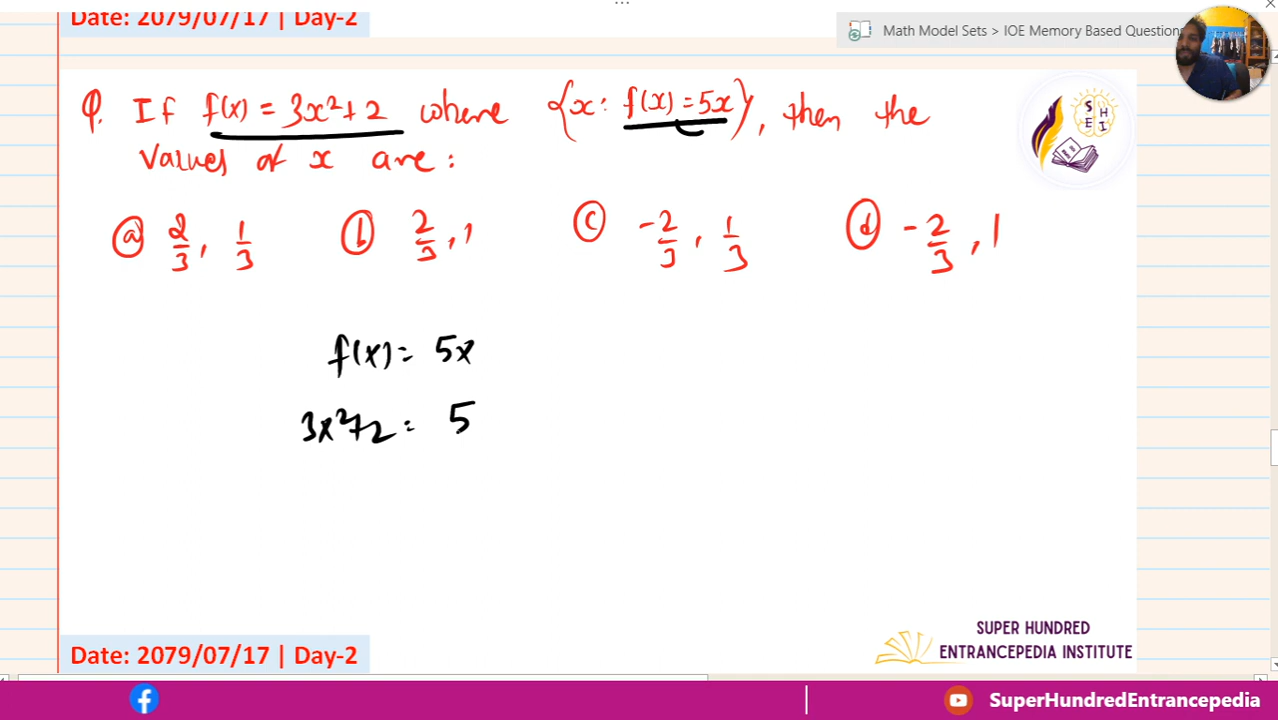 Date: 2079/07/17 | Day-2
Math Model Sets > IOE Memory Based Questions
Q. If f(x) = 3x²+2 where {x: f(x) = 5x}, then the
values of x are:
(a) 2/3, 1/3 (b) 2/3, 1 (c) -2/3, 1/3 (d) -2/3, 1
S H
E I
f(x) = 5x
3x²+2 = 5
SUPER HUNDRED
ENTRANCEPEDIA INSTITUTE
Date: 2079/07/17 | Day-2
SuperHundredEntrancepedia